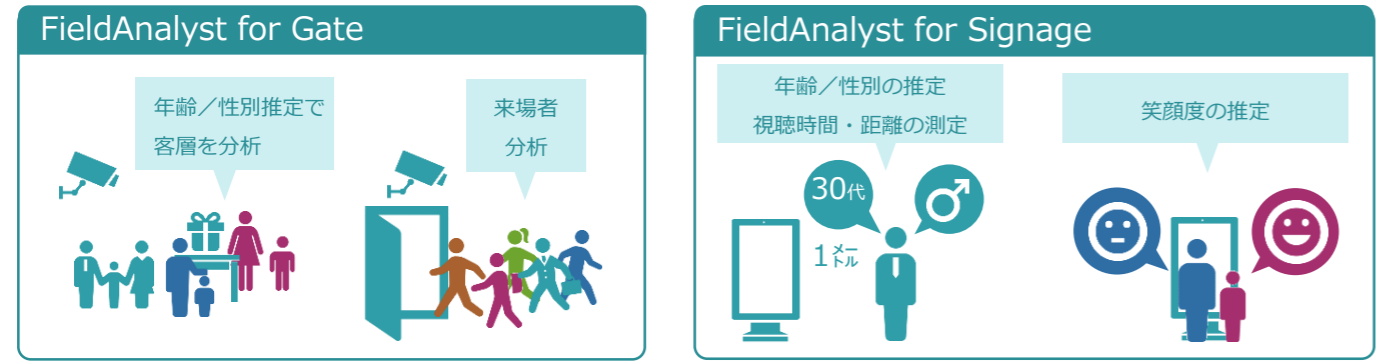 FieldAnalyst for Gate
年齢／性別推定で
客層を分析
来場者
分析
FieldAnalyst for Signage
年齢／性別の推定
視聴時間・距離の測定
30代
1メートル
笑顔度の推定